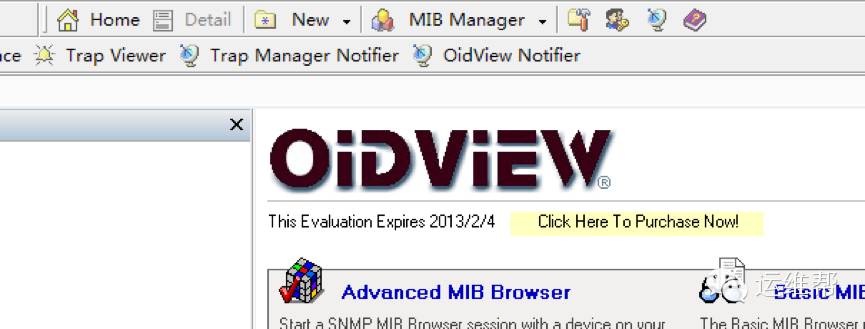 Home Detail New MIB Manager
Trap Viewer Trap Manager Notifier OidView Notifier
OiDViEW®
This Evaluation Expires 2013/2/4 Click Here To Purchase Now!
Advanced MIB Browser Basic MIB
Start a SNMP MIB Browser session with a device on your The Basic MIB Browser
运维帮